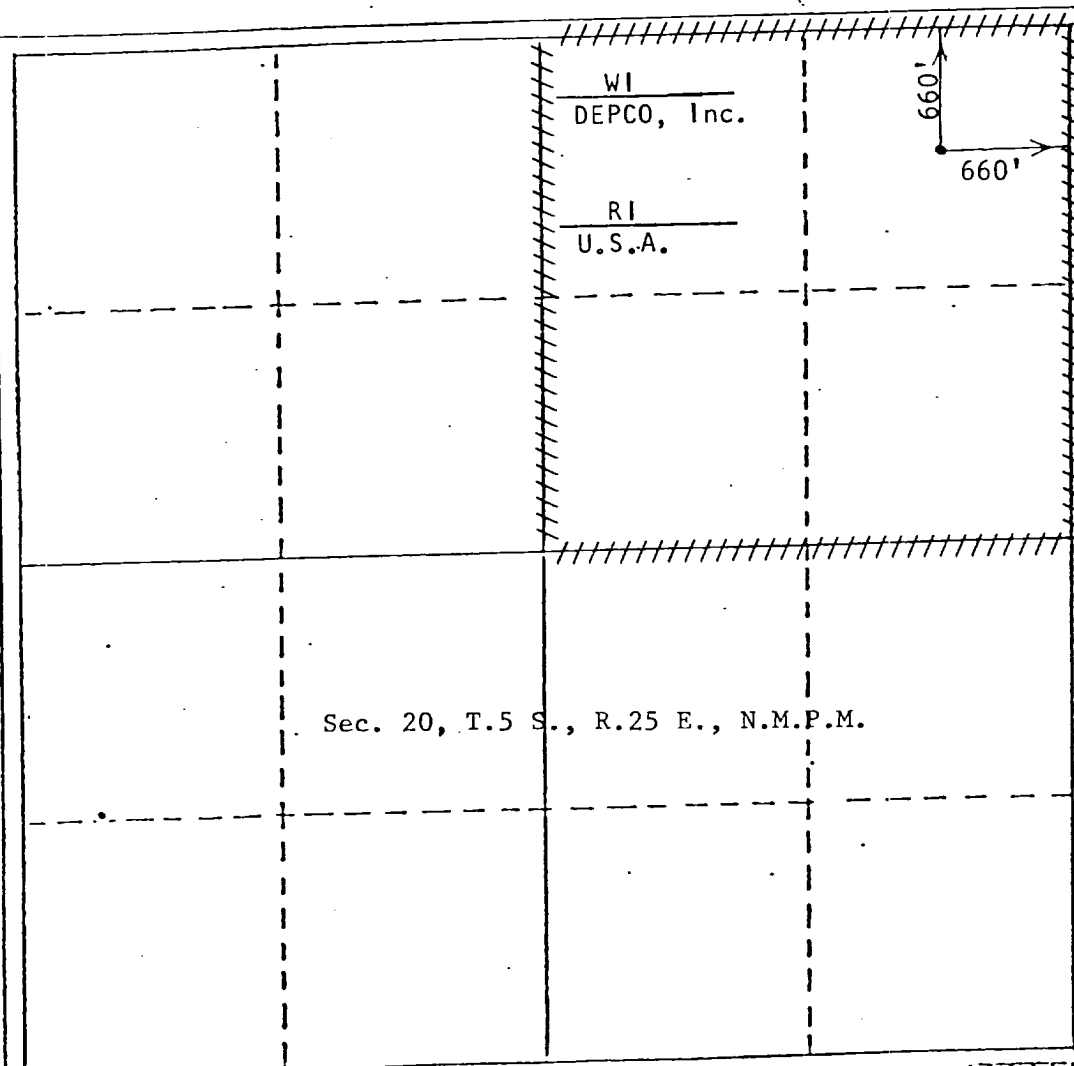 WI
DEPCO, Inc.
660'
660'
RI
U.S.A.
Sec. 20, T.5 S., R.25 E., N.M.P.M.